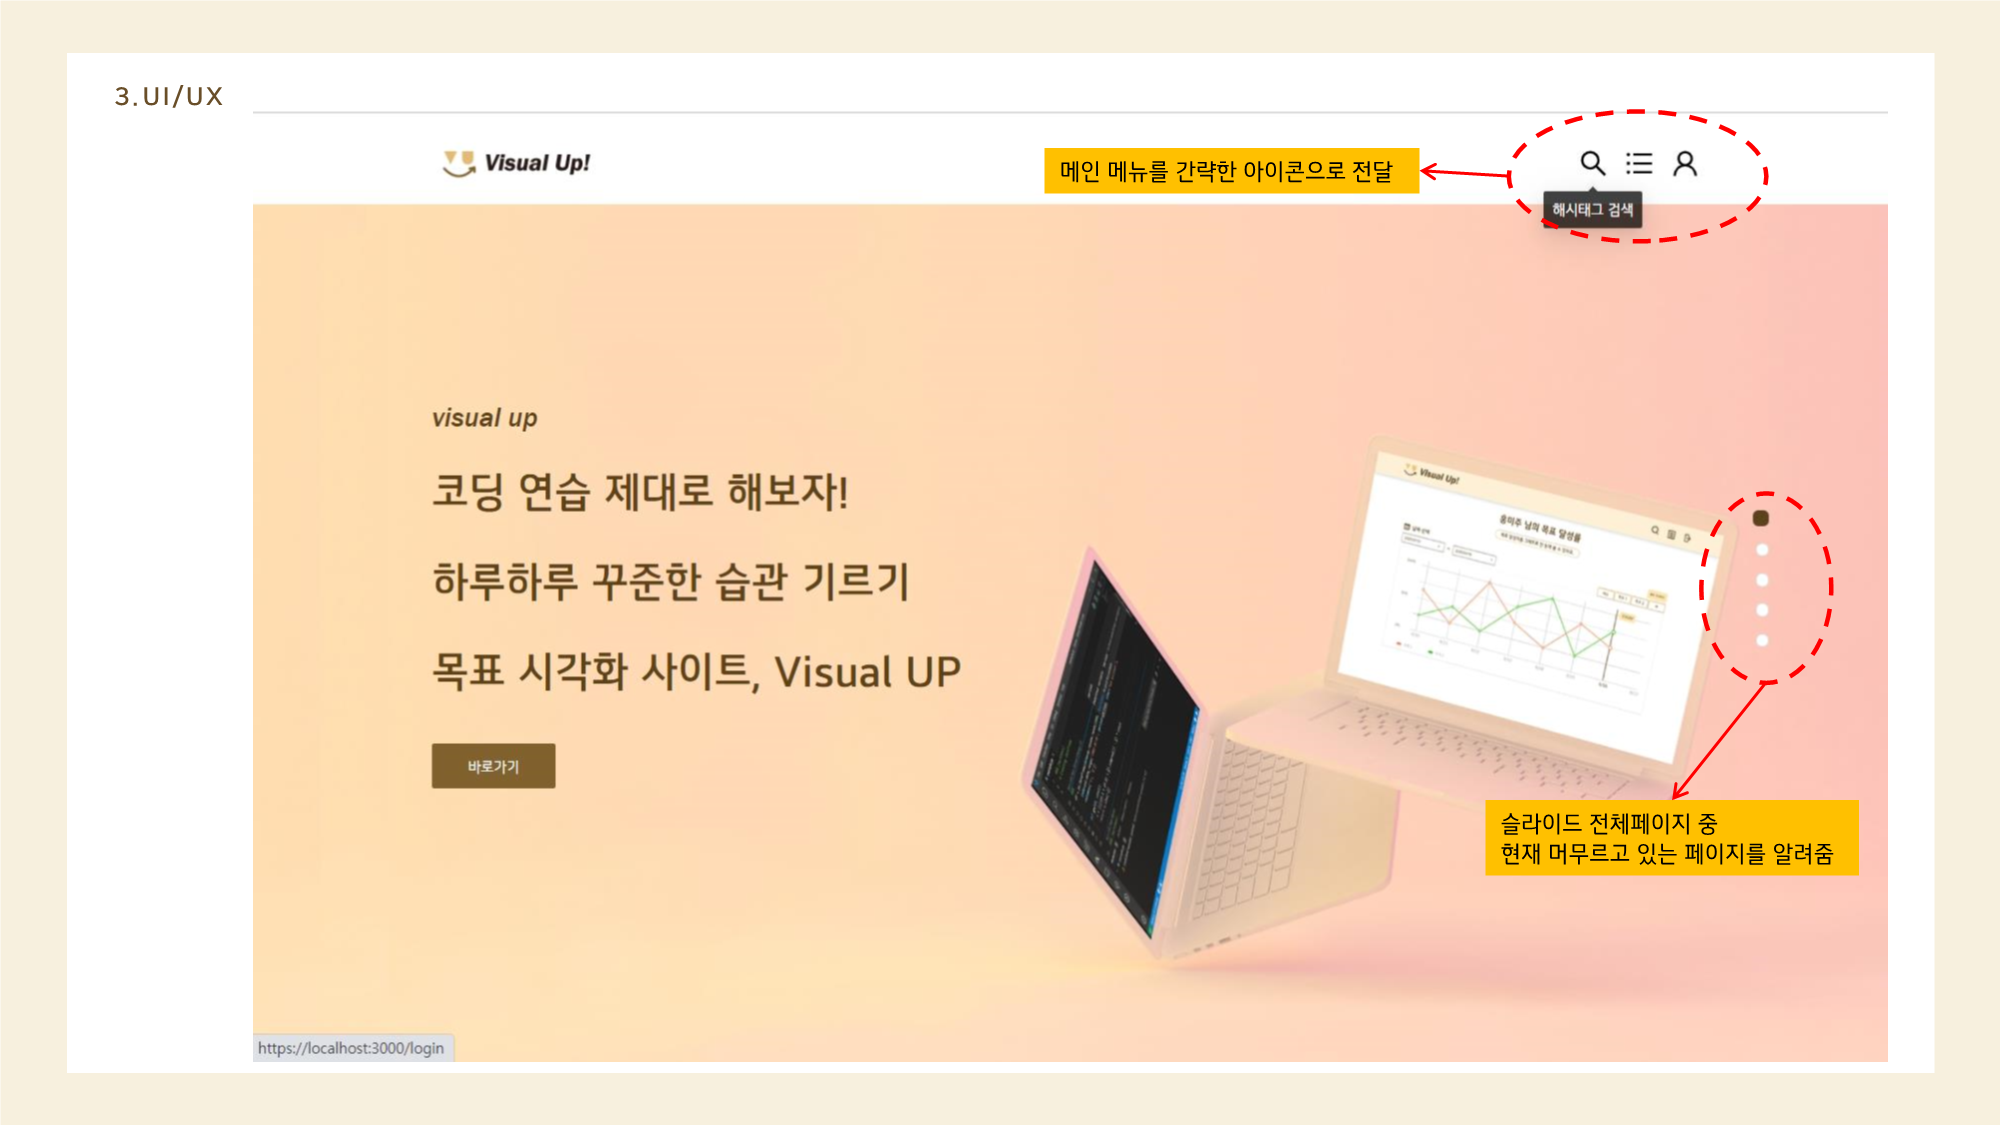 3.UI/UX
Visual Up!
메인 메뉴를 간략한 아이콘으로 전달
해시태그 검색
visual up
코딩 연습 제대로 해보자!
하루하루 꾸준한 습관 기르기
목표 시각화 사이트, Visual UP
바로가기
Visual Up!
슬라이드 전체페이지 중
현재 머무르고 있는 페이지를 알려줌
https://localhost:3000/login